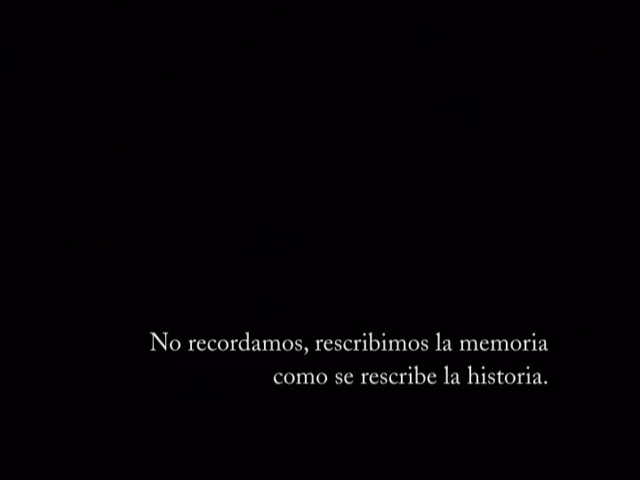 No recordamos, rescribimos la memoria
como se rescribe la historia.